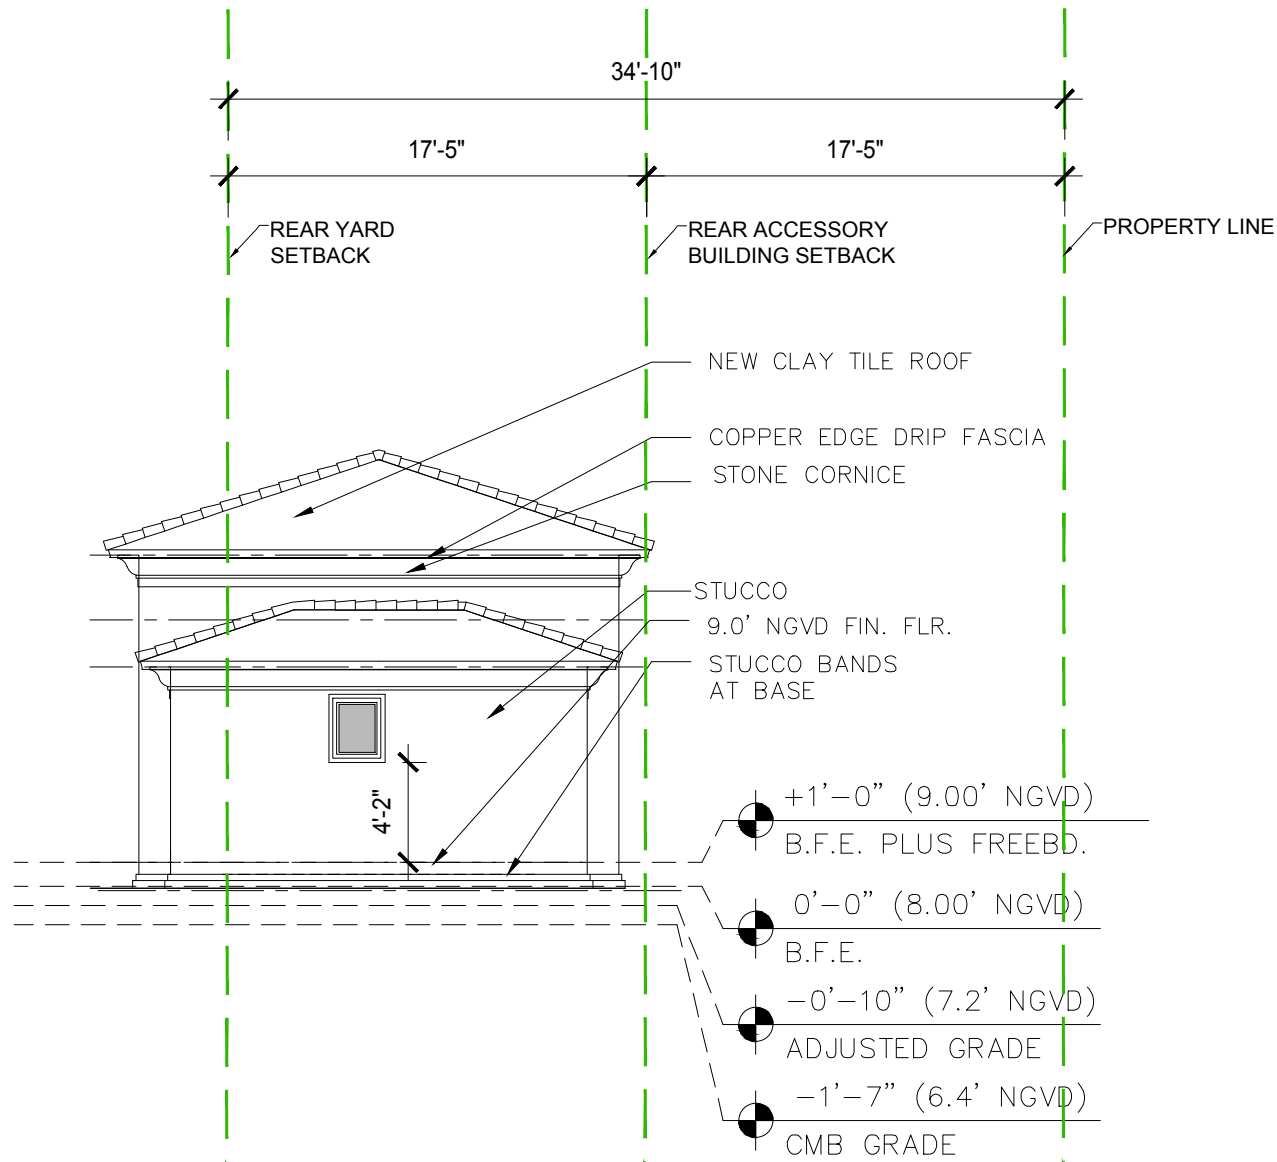 34'-10"
17'-5"
17'-5"
REAR YARD
SETBACK
REAR ACCESSORY
BUILDING SETBACK
PROPERTY LINE
NEW CLAY TILE ROOF
COPPER EDGE DRIP FASCIA
STONE CORNICE
STUCCO
9.0' NGVD FIN. FLR.
STUCCO BANDS
AT BASE
4'-2"
+1'-0" (9.00' NGVD)
B.F.E. PLUS FREEBD.
0'-0" (8.00' NGVD)
B.F.E.
-0'-10" (7.2' NGVD)
ADJUSTED GRADE
-1'-7" (6.4' NGVD)
CMB GRADE